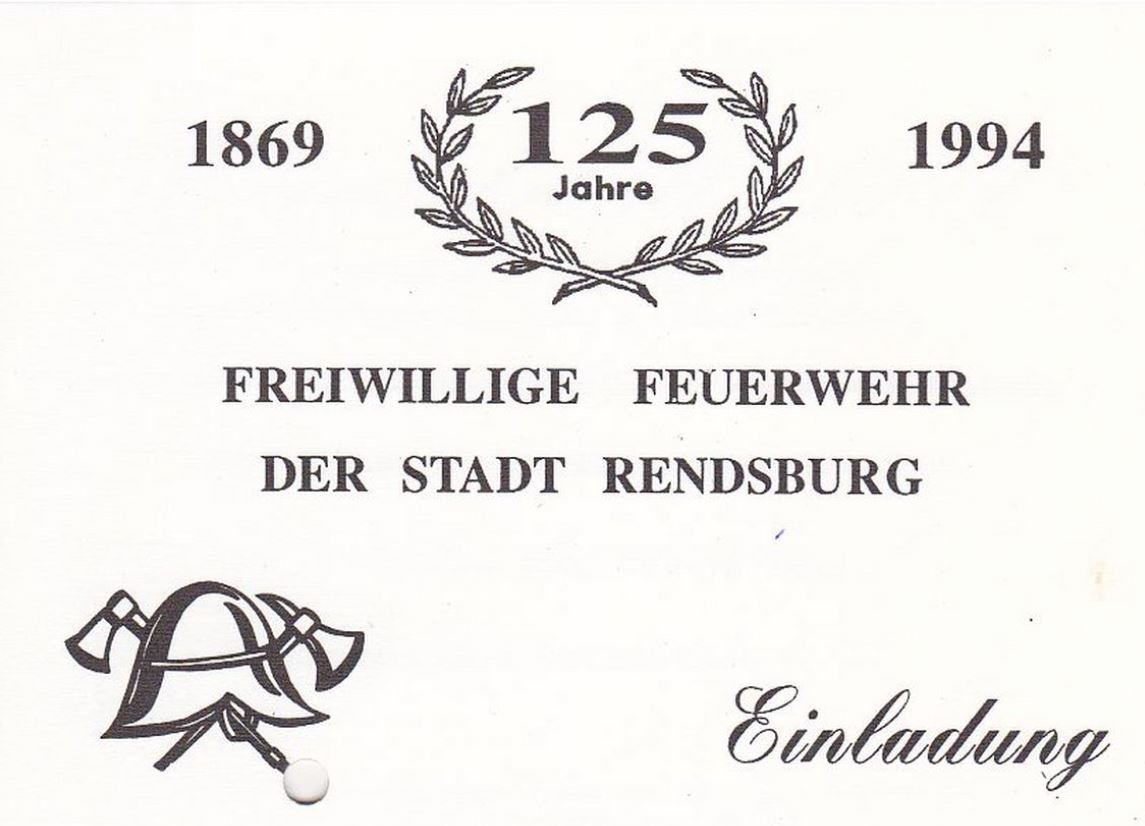 1869 125 1994
Jahre
FREIWILLIGE FEUERWEHR
DER STADT RENDSBURG
Einladung